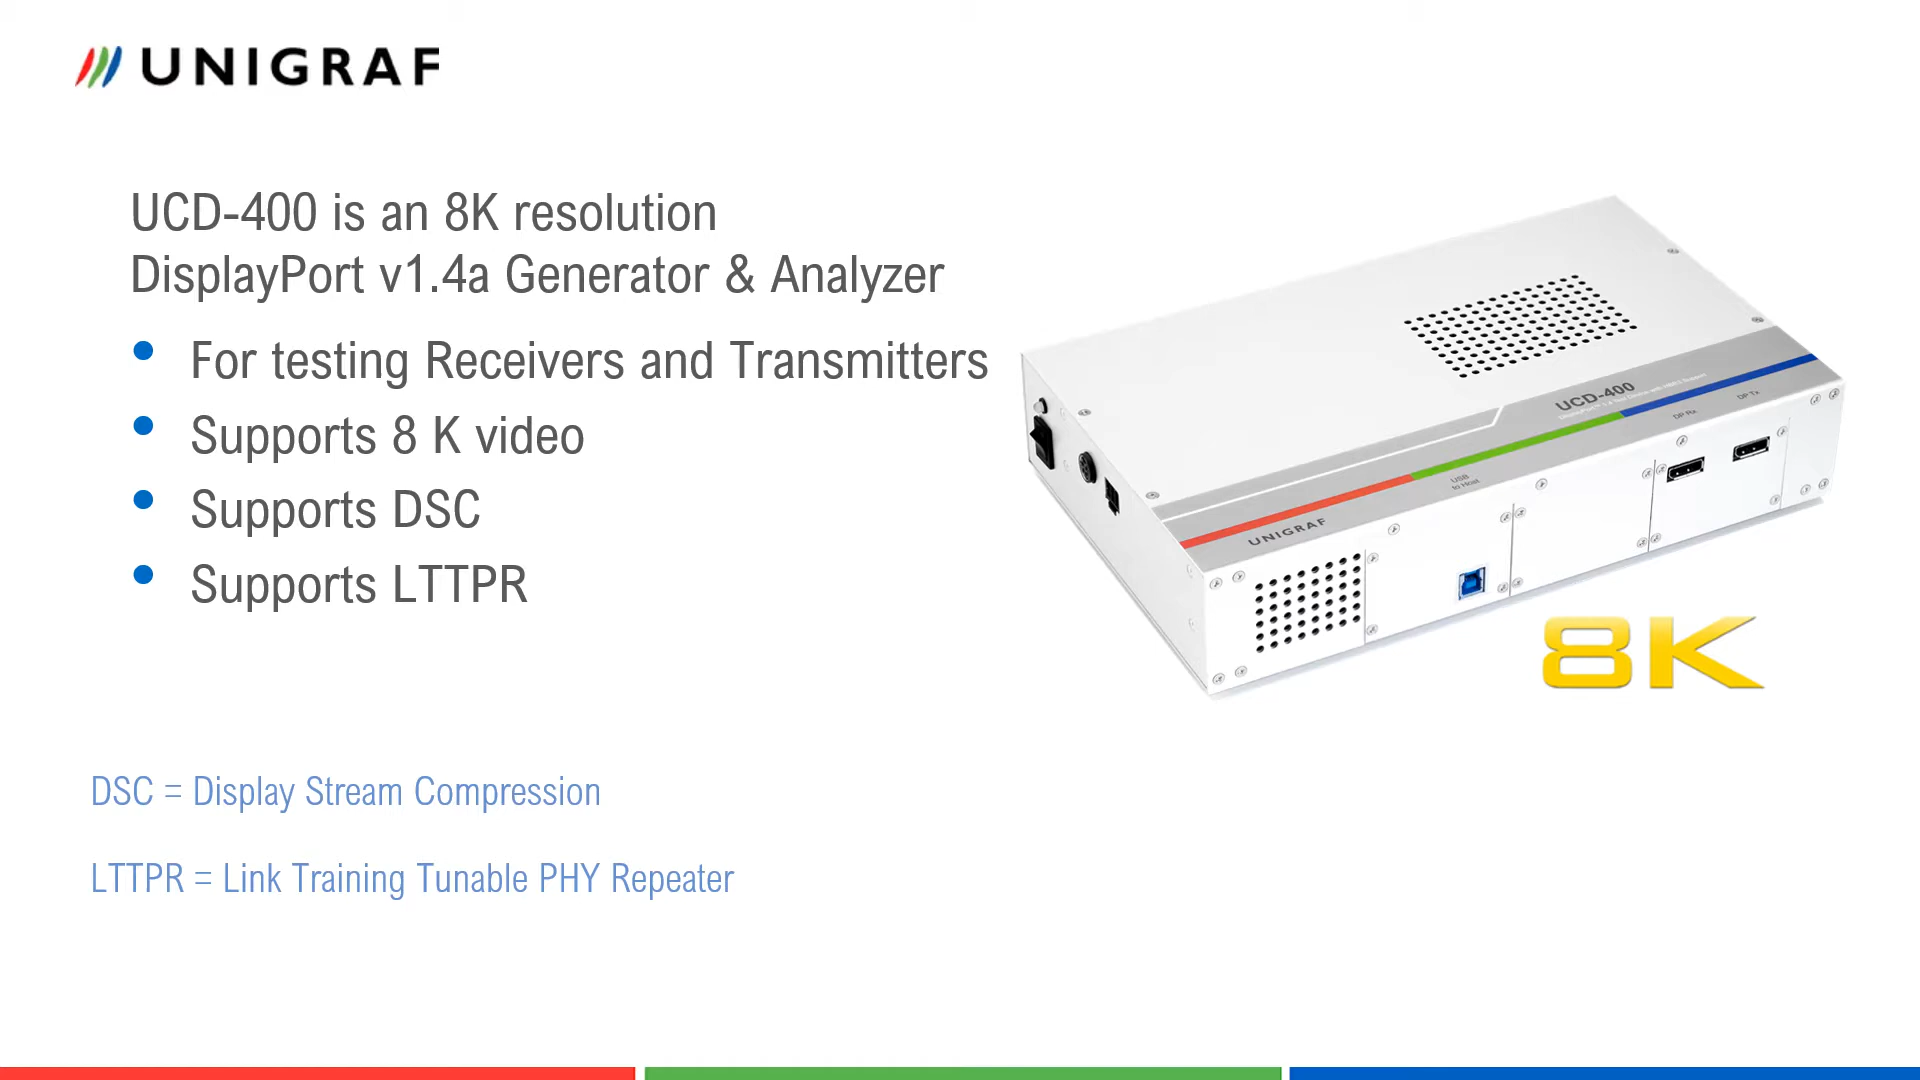 UNIGRAF
UCD-400 is an 8K resolution
DisplayPort v1.4a Generator & Analyzer
• For testing Receivers and Transmitters
• Supports 8 K video
• Supports DSC
• Supports LTTPR
UCD-400
DP Rx
DP Tx
USB
to Host
UNIGRAF
8K
DSC = Display Stream Compression
LTTPR = Link Training Tunable PHY Repeater